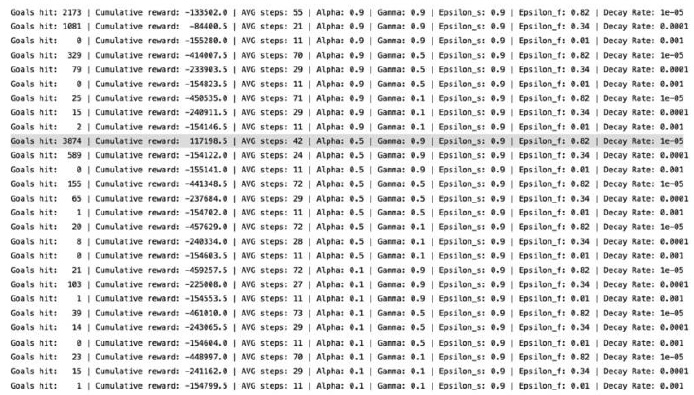 Goals hit: 2173 | Cumulative reward: -133502.0 | AVG steps: 55 | Alpha: 0.9 | Gamma: 0.9 | Epsilon_s: 0.9 | Epsilon_f: 0.82 | Decay Rate: 1e-05
Goals hit: 1081 | Cumulative reward: -84400.5 | AVG steps: 21 | Alpha: 0.9 | Gamma: 0.9 | Epsilon_s: 0.9 | Epsilon_f: 0.34 | Decay Rate: 0.0001
Goals hit: 0 | Cumulative reward: -155280.0 | AVG steps: 11 | Alpha: 0.9 | Gamma: 0.9 | Epsilon_s: 0.9 | Epsilon_f: 0.01 | Decay Rate: 0.001
Goals hit: 329 | Cumulative reward: -414007.5 | AVG steps: 70 | Alpha: 0.9 | Gamma: 0.5 | Epsilon_s: 0.9 | Epsilon_f: 0.82 | Decay Rate: 1e-05
Goals hit: 79 | Cumulative reward: -233903.5 | AVG steps: 29 | Alpha: 0.9 | Gamma: 0.5 | Epsilon_s: 0.9 | Epsilon_f: 0.34 | Decay Rate: 0.0001
Goals hit: 0 | Cumulative reward: -154823.5 | AVG steps: 11 | Alpha: 0.9 | Gamma: 0.5 | Epsilon_s: 0.9 | Epsilon_f: 0.01 | Decay Rate: 0.001
Goals hit: 25 | Cumulative reward: -450535.0 | AVG steps: 71 | Alpha: 0.9 | Gamma: 0.1 | Epsilon_s: 0.9 | Epsilon_f: 0.82 | Decay Rate: 1e-05
Goals hit: 15 | Cumulative reward: -240911.5 | AVG steps: 29 | Alpha: 0.9 | Gamma: 0.1 | Epsilon_s: 0.9 | Epsilon_f: 0.34 | Decay Rate: 0.0001
Goals hit: 2 | Cumulative reward: -154146.5 | AVG steps: 11 | Alpha: 0.9 | Gamma: 0.1 | Epsilon_s: 0.9 | Epsilon_f: 0.01 | Decay Rate: 0.001
Goals hit: 3874 | Cumulative reward: 117198.5 | AVG steps: 42 | Alpha: 0.5 | Gamma: 0.9 | Epsilon_s: 0.9 | Epsilon_f: 0.82 | Decay Rate: 1e-05
Goals hit: 589 | Cumulative reward: -154122.0 | AVG steps: 24 | Alpha: 0.5 | Gamma: 0.9 | Epsilon_s: 0.9 | Epsilon_f: 0.34 | Decay Rate: 0.0001
Goals hit: 0 | Cumulative reward: -155141.0 | AVG steps: 11 | Alpha: 0.5 | Gamma: 0.9 | Epsilon_s: 0.9 | Epsilon_f: 0.01 | Decay Rate: 0.001
Goals hit: 155 | Cumulative reward: -441348.5 | AVG steps: 72 | Alpha: 0.5 | Gamma: 0.5 | Epsilon_s: 0.9 | Epsilon_f: 0.82 | Decay Rate: 1e-05
Goals hit: 65 | Cumulative reward: -237684.0 | AVG steps: 29 | Alpha: 0.5 | Gamma: 0.5 | Epsilon_s: 0.9 | Epsilon_f: 0.34 | Decay Rate: 0.0001
Goals hit: 1 | Cumulative reward: -154702.0 | AVG steps: 11 | Alpha: 0.5 | Gamma: 0.5 | Epsilon_s: 0.9 | Epsilon_f: 0.01 | Decay Rate: 0.001
Goals hit: 20 | Cumulative reward: -457629.0 | AVG steps: 72 | Alpha: 0.5 | Gamma: 0.1 | Epsilon_s: 0.9 | Epsilon_f: 0.82 | Decay Rate: 1e-05
Goals hit: 8 | Cumulative reward: -240334.0 | AVG steps: 28 | Alpha: 0.5 | Gamma: 0.1 | Epsilon_s: 0.9 | Epsilon_f: 0.34 | Decay Rate: 0.0001
Goals hit: 0 | Cumulative reward: -154603.5 | AVG steps: 11 | Alpha: 0.5 | Gamma: 0.1 | Epsilon_s: 0.9 | Epsilon_f: 0.01 | Decay Rate: 0.001
Goals hit: 21 | Cumulative reward: -459257.5 | AVG steps: 72 | Alpha: 0.1 | Gamma: 0.9 | Epsilon_s: 0.9 | Epsilon_f: 0.82 | Decay Rate: 1e-05
Goals hit: 103 | Cumulative reward: -225008.0 | AVG steps: 27 | Alpha: 0.1 | Gamma: 0.9 | Epsilon_s: 0.9 | Epsilon_f: 0.34 | Decay Rate: 0.0001
Goals hit: 1 | Cumulative reward: -154553.5 | AVG steps: 11 | Alpha: 0.1 | Gamma: 0.9 | Epsilon_s: 0.9 | Epsilon_f: 0.01 | Decay Rate: 0.001
Goals hit: 39 | Cumulative reward: -461010.0 | AVG steps: 73 | Alpha: 0.1 | Gamma: 0.5 | Epsilon_s: 0.9 | Epsilon_f: 0.82 | Decay Rate: 1e-05
Goals hit: 14 | Cumulative reward: -243065.5 | AVG steps: 29 | Alpha: 0.1 | Gamma: 0.5 | Epsilon_s: 0.9 | Epsilon_f: 0.34 | Decay Rate: 0.0001
Goals hit: 0 | Cumulative reward: -154604.0 | AVG steps: 11 | Alpha: 0.1 | Gamma: 0.5 | Epsilon_s: 0.9 | Epsilon_f: 0.01 | Decay Rate: 0.001
Goals hit: 23 | Cumulative reward: -448997.0 | AVG steps: 70 | Alpha: 0.1 | Gamma: 0.1 | Epsilon_s: 0.9 | Epsilon_f: 0.82 | Decay Rate: 1e-05
Goals hit: 15 | Cumulative reward: -241162.0 | AVG steps: 29 | Alpha: 0.1 | Gamma: 0.1 | Epsilon_s: 0.9 | Epsilon_f: 0.34 | Decay Rate: 0.0001
Goals hit: 1 | Cumulative reward: -154799.5 | AVG steps: 11 | Alpha: 0.1 | Gamma: 0.1 | Epsilon_s: 0.9 | Epsilon_f: 0.01 | Decay Rate: 0.001